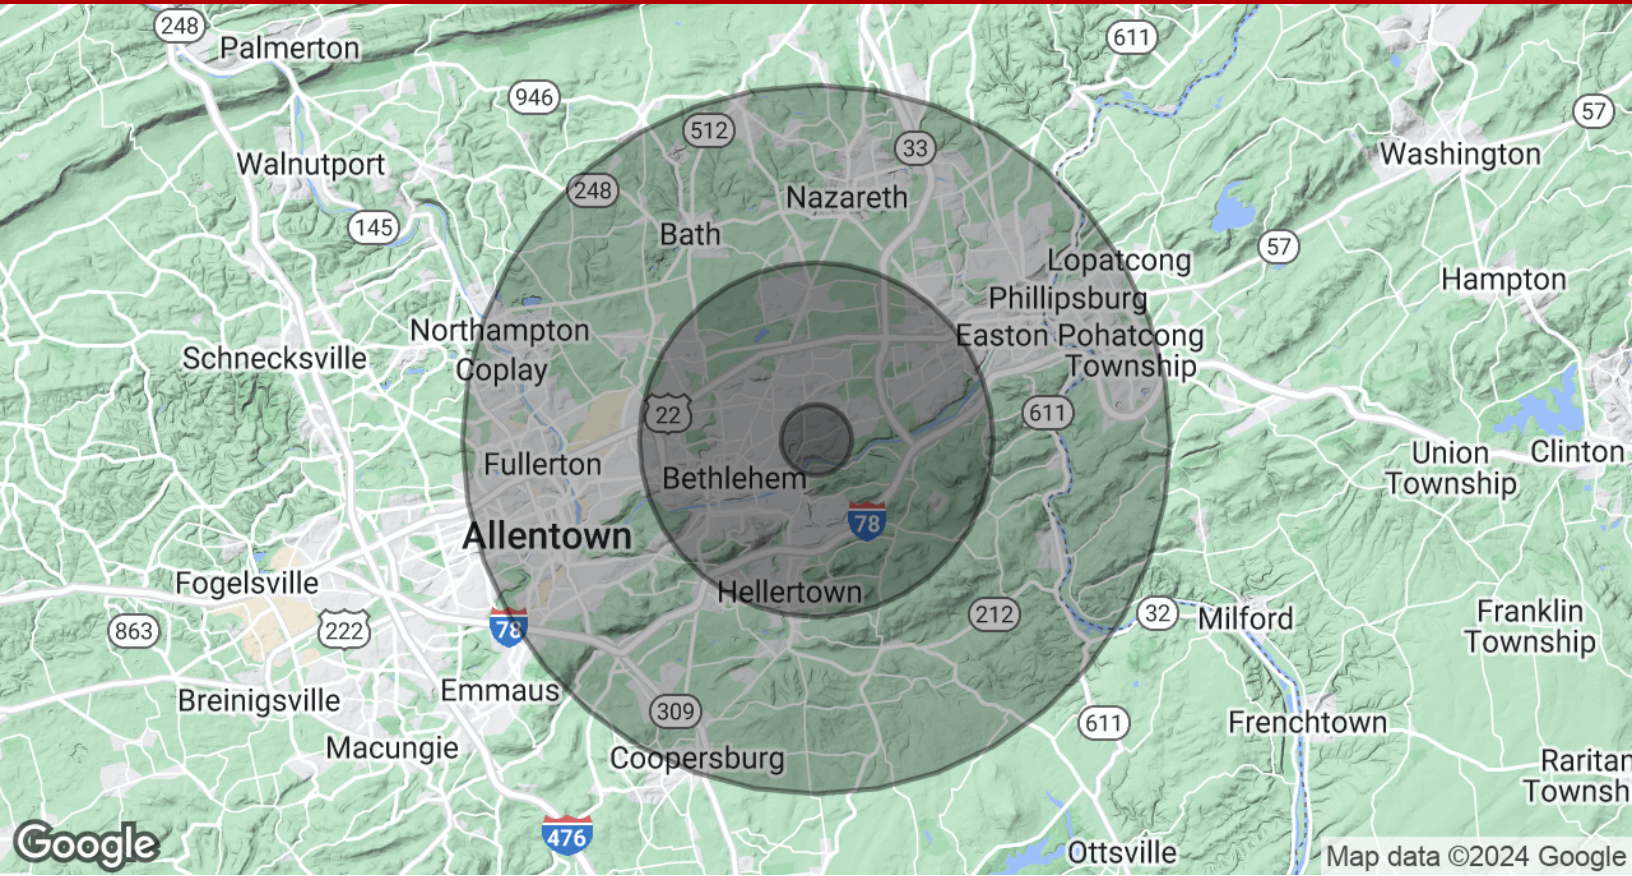 248
Palmerton
611
946
57
512
33
Washington
Walnutport
248
Nazareth
145
Bath
57
Lopatcong
Hampton
Phillipsburg
Northampton
Easton
Pohatcong
Township
Schnecksville
Coplay
22
611
Fullerton
Bethlehem
Union
Township
Clinton
78
Allentown
Fogelsville
Hellertown
863
222
78
212
32
Milford
Franklin
Township
Breinigsville
Emmaus
309
611
Frenchtown
Macungie
Coopersburg
Raritan
Townsh
476
Google
Ottsville
Map data ©2024 Google